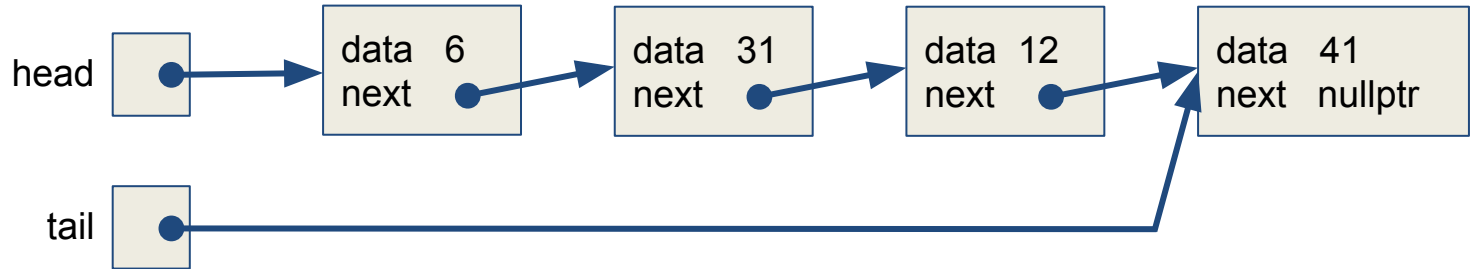 head
data 6
next
data 31
next
data 12
next
data 41
next nullptr
tail